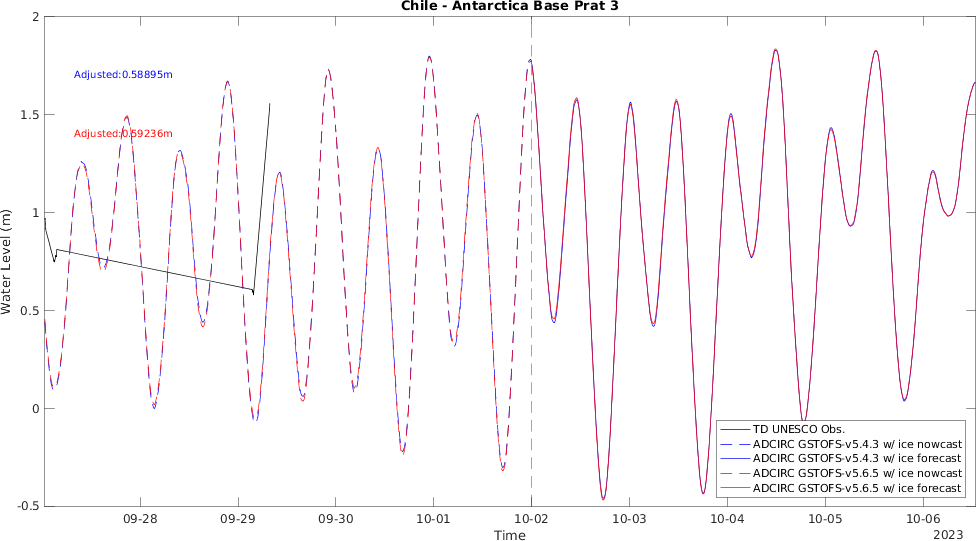 Chile - Antarctica Base Prat 3
2
1.5
1
0.5
0
-0.5
Water Level (m)
Adjusted:0.58895m
Adjusted:0.59236m
TD UNESCO Obs.
ADCIRC GSTOFS-v5.4.3 w/ ice nowcast
ADCIRC GSTOFS-v5.4.3 w/ ice forecast
ADCIRC GSTOFS-v5.6.5 w/ ice nowcast
ADCIRC GSTOFS-v5.6.5 w/ ice forecast
09-28 09-29 09-30 10-01 10-02 10-03 10-04 10-05 10-06
Time
2023